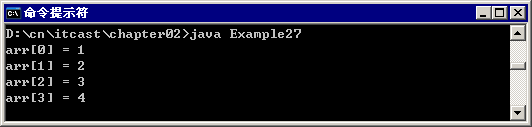 命令提示符
D:\cn\itcast\chapter02>java Example27
arr[0] = 1
arr[1] = 2
arr[2] = 3
arr[3] = 4